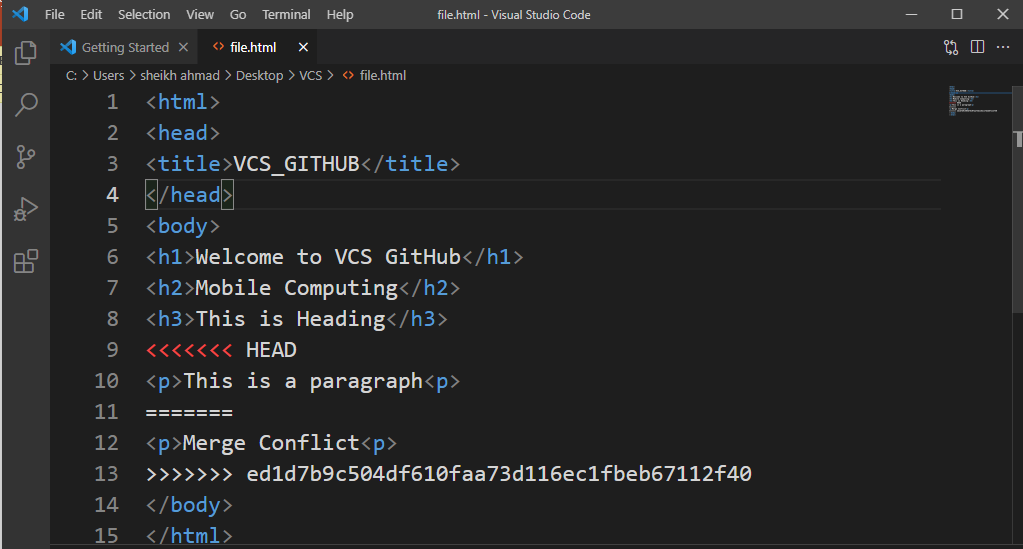 File Edit Selection View Go Terminal Help file.html - Visual Studio Code
Getting Started file.html
C: > Users > sheikh ahmad > Desktop > VCS > <> file.html
1 <html>
2 <head>
3 <title>VCS_GITHUB</title>
4 </head>
5 <body>
6 <h1>Welcome to VCS GitHub</h1>
7 <h2>Mobile Computing</h2>
8 <h3>This is Heading</h3>
9 <<<<<<< HEAD
10 <p>This is a paragraph<p>
11 =======
12 <p>Merge Conflict<p>
13 >>>>>>> ed1d7b9c504df610faa73d116ec1fbeb67112f40
14 </body>
15 </html>